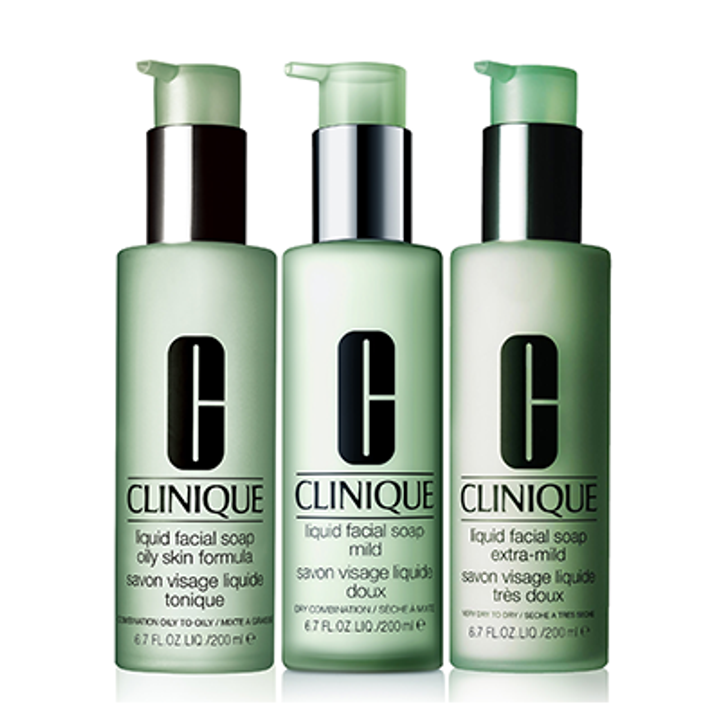 CLINIQUE
liquid facial soap
oily skin formula
savon visage liquide
tonique
COMBINATION OILY TO OILY / MIXTE A GRASSE
6.7 FL.OZ.LIQ./200 ml ℮
CLINIQUE
liquid facial soap
mild
savon visage liquide
doux
DRY COMBINATION / SÈCHE À MIXTE
6.7 FL.OZ.LIQ./200 ml ℮
CLINIQUE
liquid facial soap
extra-mild
savon visage liquide
très doux
VERY DRY TO DRY / SECHE A TRES SECHE
6.7 FL.OZ.LIQ./200 ml ℮